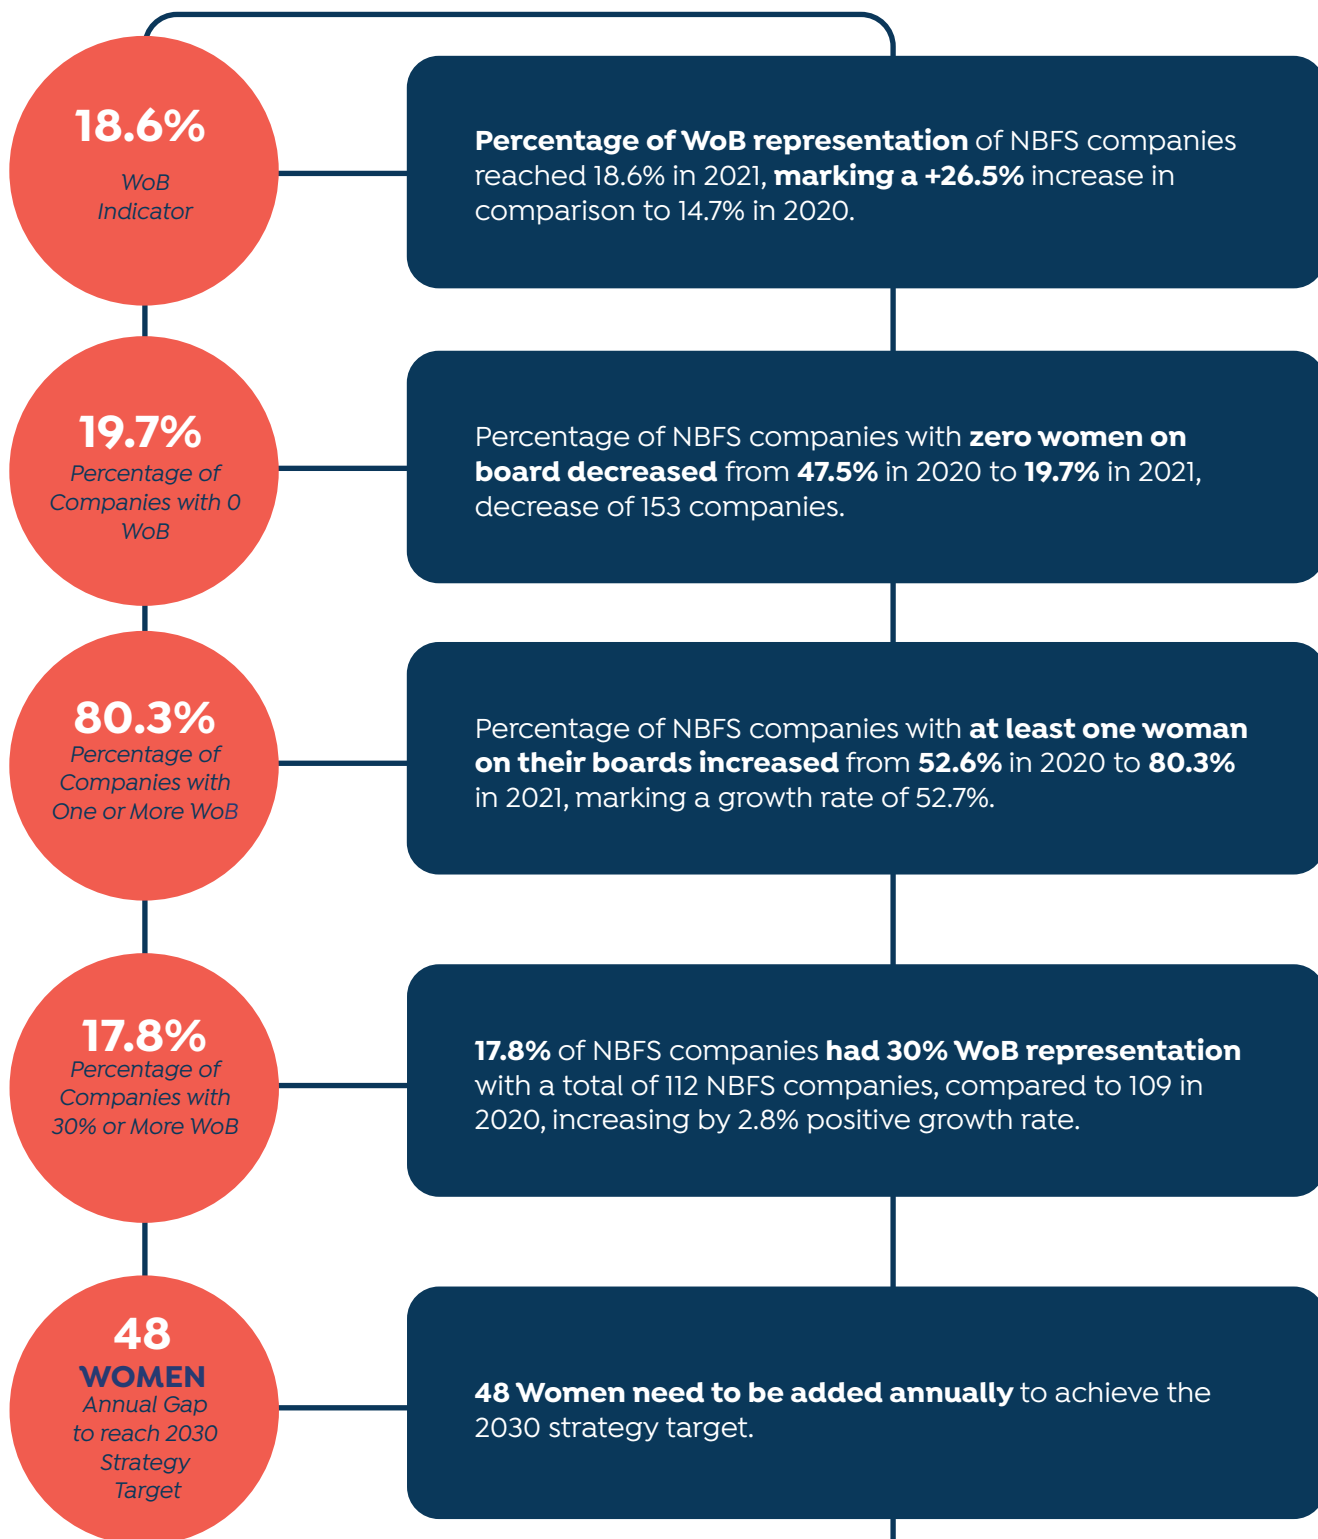 18.6%
WoB
Indicator
Percentage of WoB representation of NBFS companies
reached 18.6% in 2021, marking a +26.5% increase in
comparison to 14.7% in 2020.
19.7%
Percentage of
Companies with 0
WoB
Percentage of NBFS companies with zero women on
board decreased from 47.5% in 2020 to 19.7% in 2021,
decrease of 153 companies.
80.3%
Percentage of
Companies with
One or More WoB
Percentage of NBFS companies with at least one woman
on their boards increased from 52.6% in 2020 to 80.3%
in 2021, marking a growth rate of 52.7%.
17.8%
Percentage of
Companies with
30% or More WoB
17.8% of NBFS companies had 30% WoB representation
with a total of 112 NBFS companies, compared to 109 in
2020, increasing by 2.8% positive growth rate.
48
WOMEN
Annual Gap
to reach 2030
Strategy
Target
48 Women need to be added annually to achieve the
2030 strategy target.